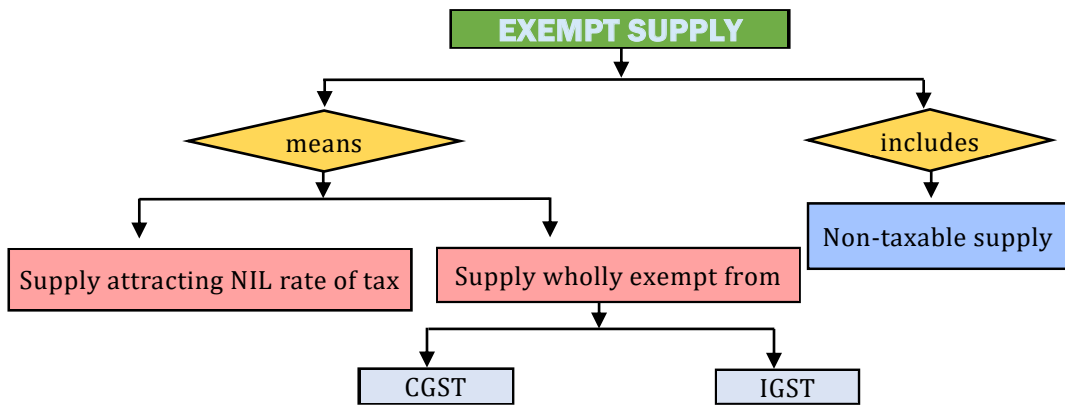 EXEMPT SUPPLY
means
includes
Supply attracting NIL rate of tax
Supply wholly exempt from
Non-taxable supply
CGST
IGST